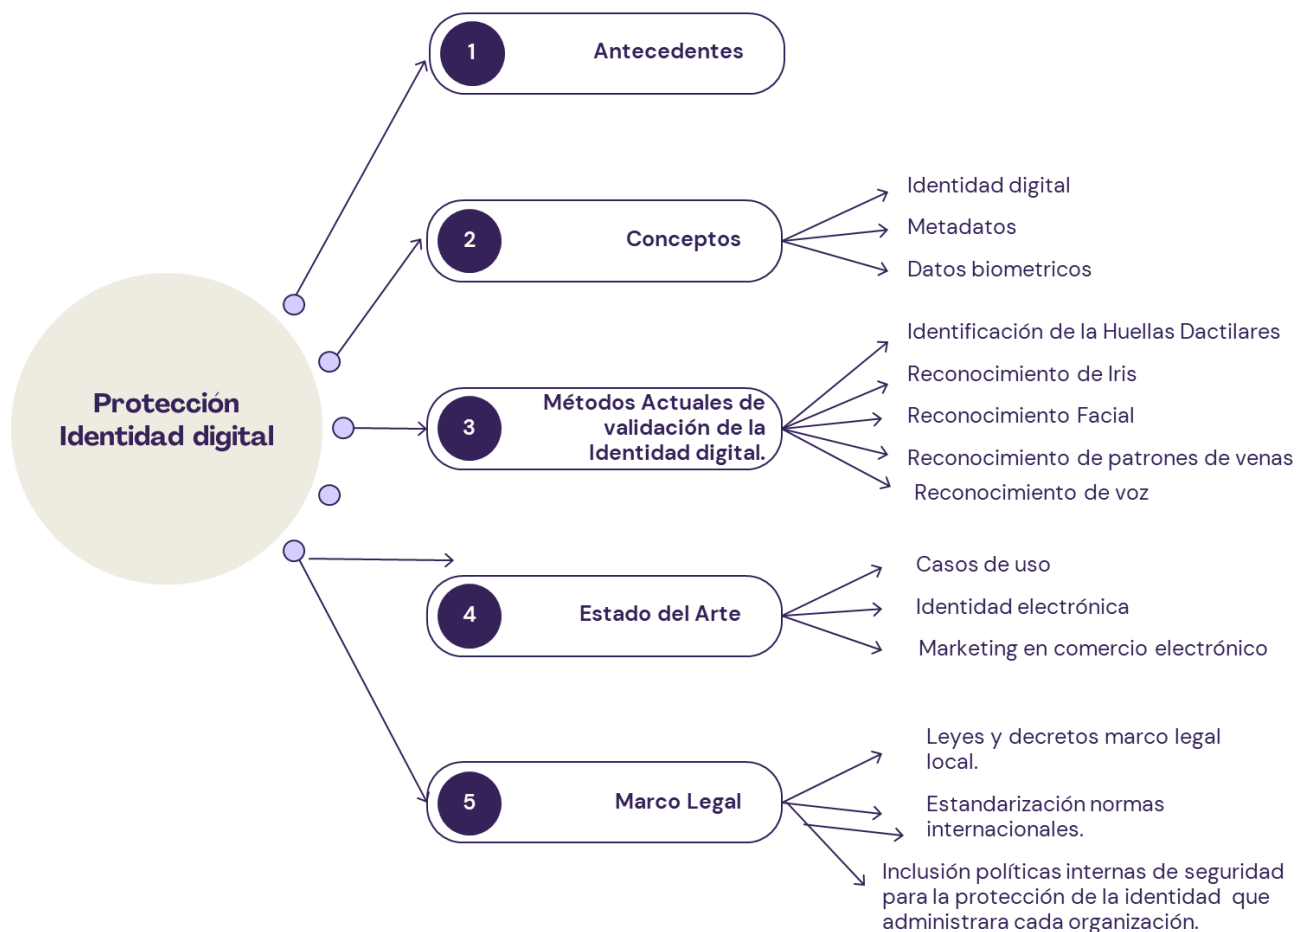 Protección
Identidad digital
1
Antecedentes
2
Conceptos
Identidad digital
Metadatos
Datos biometricos
3
Métodos Actuales de
validación de la
Identidad digital.
Identificación de la Huellas Dactilares
Reconocimiento de Iris
Reconocimiento Facial
Reconocimiento de patrones de venas
Reconocimiento de voz
4
Estado del Arte
Casos de uso
Identidad electrónica
Marketing en comercio electrónico
5
Marco Legal
Leyes y decretos marco legal
local.
Estandarización normas
internacionales.
Inclusión políticas internas de seguridad
para la protección de la identidad que
administrara cada organización.